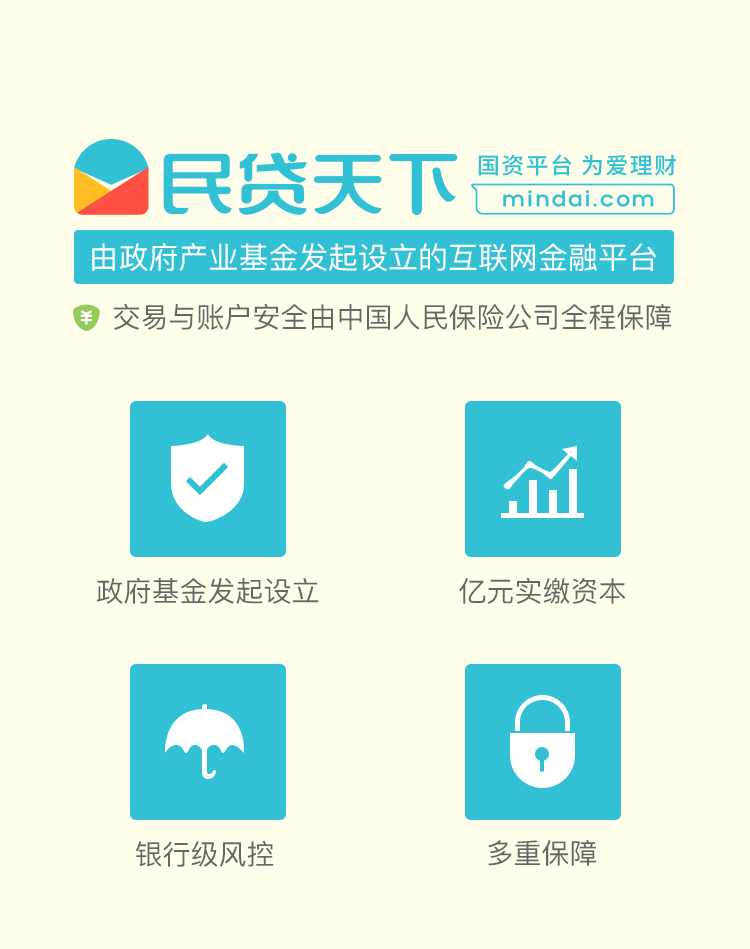 民贷天下
国资平台 为爱理财
mindai.com
由政府产业基金发起设立的互联网金融平台
¥ 交易与账户安全由中国人民保险公司全程保障
政府基金发起设立
亿元实缴资本
银行级风控
多重保障